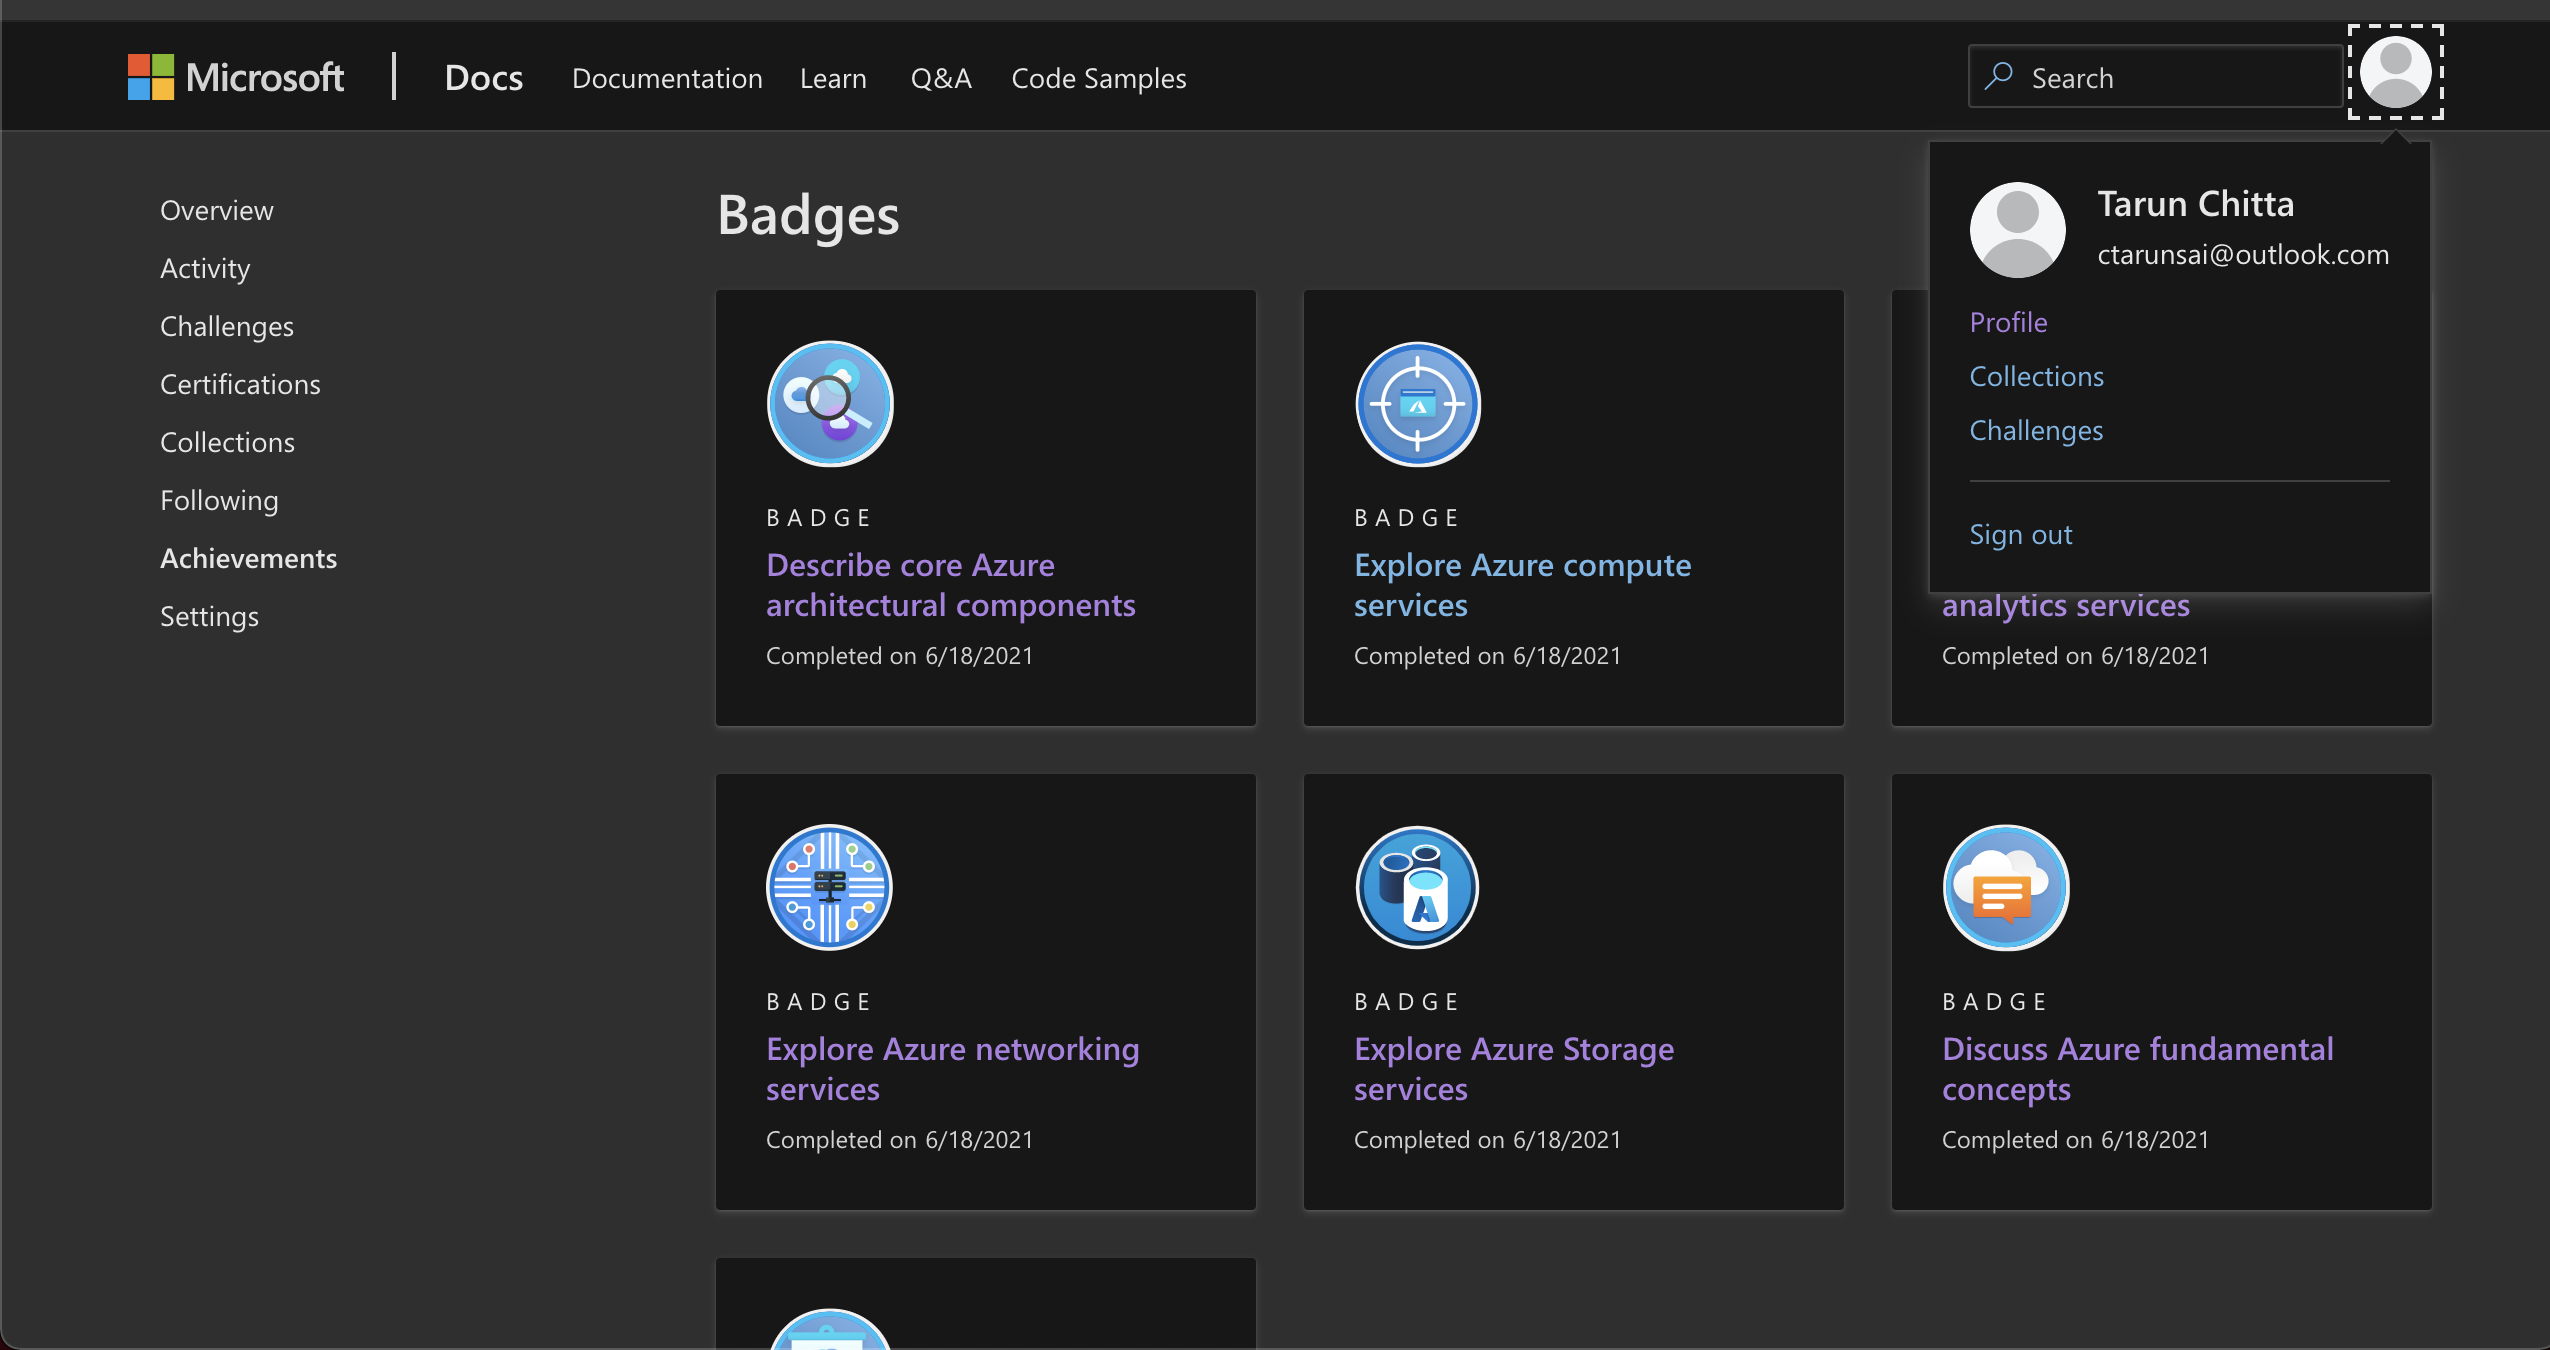 Microsoft
Docs
Documentation
Learn
Q&A
Code Samples
Search
Tarun Chitta
ctarunsai@outlook.com
Profile
Collections
Challenges
Sign out
Overview
Activity
Challenges
Certifications
Collections
Following
Achievements
Settings
Badges
BADGE
Describe core Azure
architectural components
Completed on 6/18/2021
BADGE
Explore Azure compute
services
Completed on 6/18/2021
analytics services
Completed on 6/18/2021
BADGE
Explore Azure networking
services
Completed on 6/18/2021
BADGE
Explore Azure Storage
services
Completed on 6/18/2021
BADGE
Discuss Azure fundamental
concepts
Completed on 6/18/2021